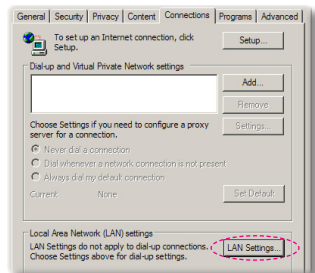 General Security Privacy Content Connections Programs Advanced
To set up an Internet connection, click Setup.
Setup...
Dial-up and Virtual Private Network settings
Add...
Remove
Choose Settings if you need to configure a proxy server for a connection.
Settings...
Never dial a connection
Dial whenever a network connection is not present
Always dial my default connection
Current None
Set Default
Local Area Network (LAN) settings
LAN Settings do not apply to dial-up connections. Choose Settings above for dial-up settings.
LAN Settings...